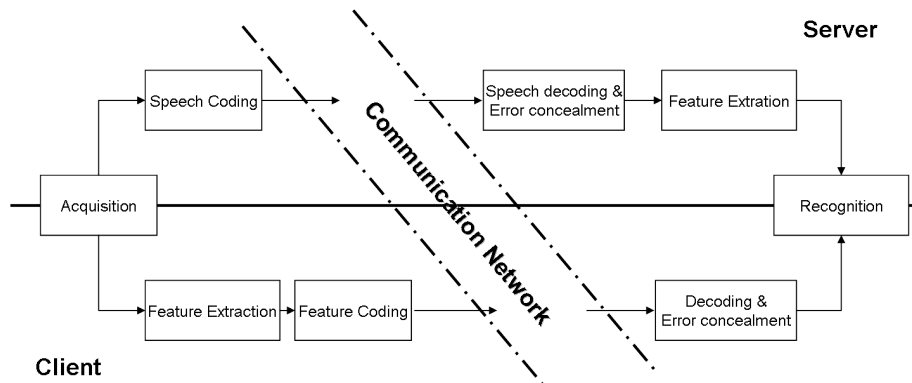 Server
Speech Coding
Speech decoding &
Error concealment
Feature Extration
Communication Network
Acquisition
Recognition
Feature Extraction
Feature Coding
Decoding &
Error concealment
Client